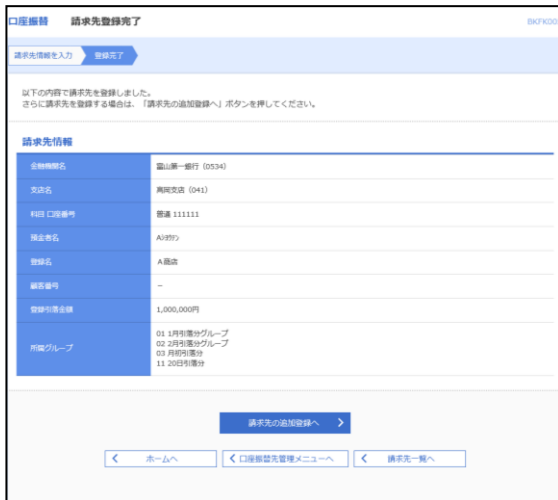 口座振替 請求先登録完了 BKFK00
請求先情報を入力 登録完了
以下の内容で請求先を登録しました。
さらに請求先を登録する場合は、「請求先の追加登録へ」ボタンを押してください。
請求先情報
金融機関名 富山第一銀行（0534）
支店名 高岡支店（041）
科目 口座番号 普通 111111
預金者名
登録名 A商店
顧客番号 －
登録引落金額 1,000,000円
所属グループ 01 1月引落分グループ
02 2月引落分グループ
03 月初引落分
11 20日引落分
請求先の追加登録へ
ホームへ 口座振替先管理メニューへ 請求先一覧へ